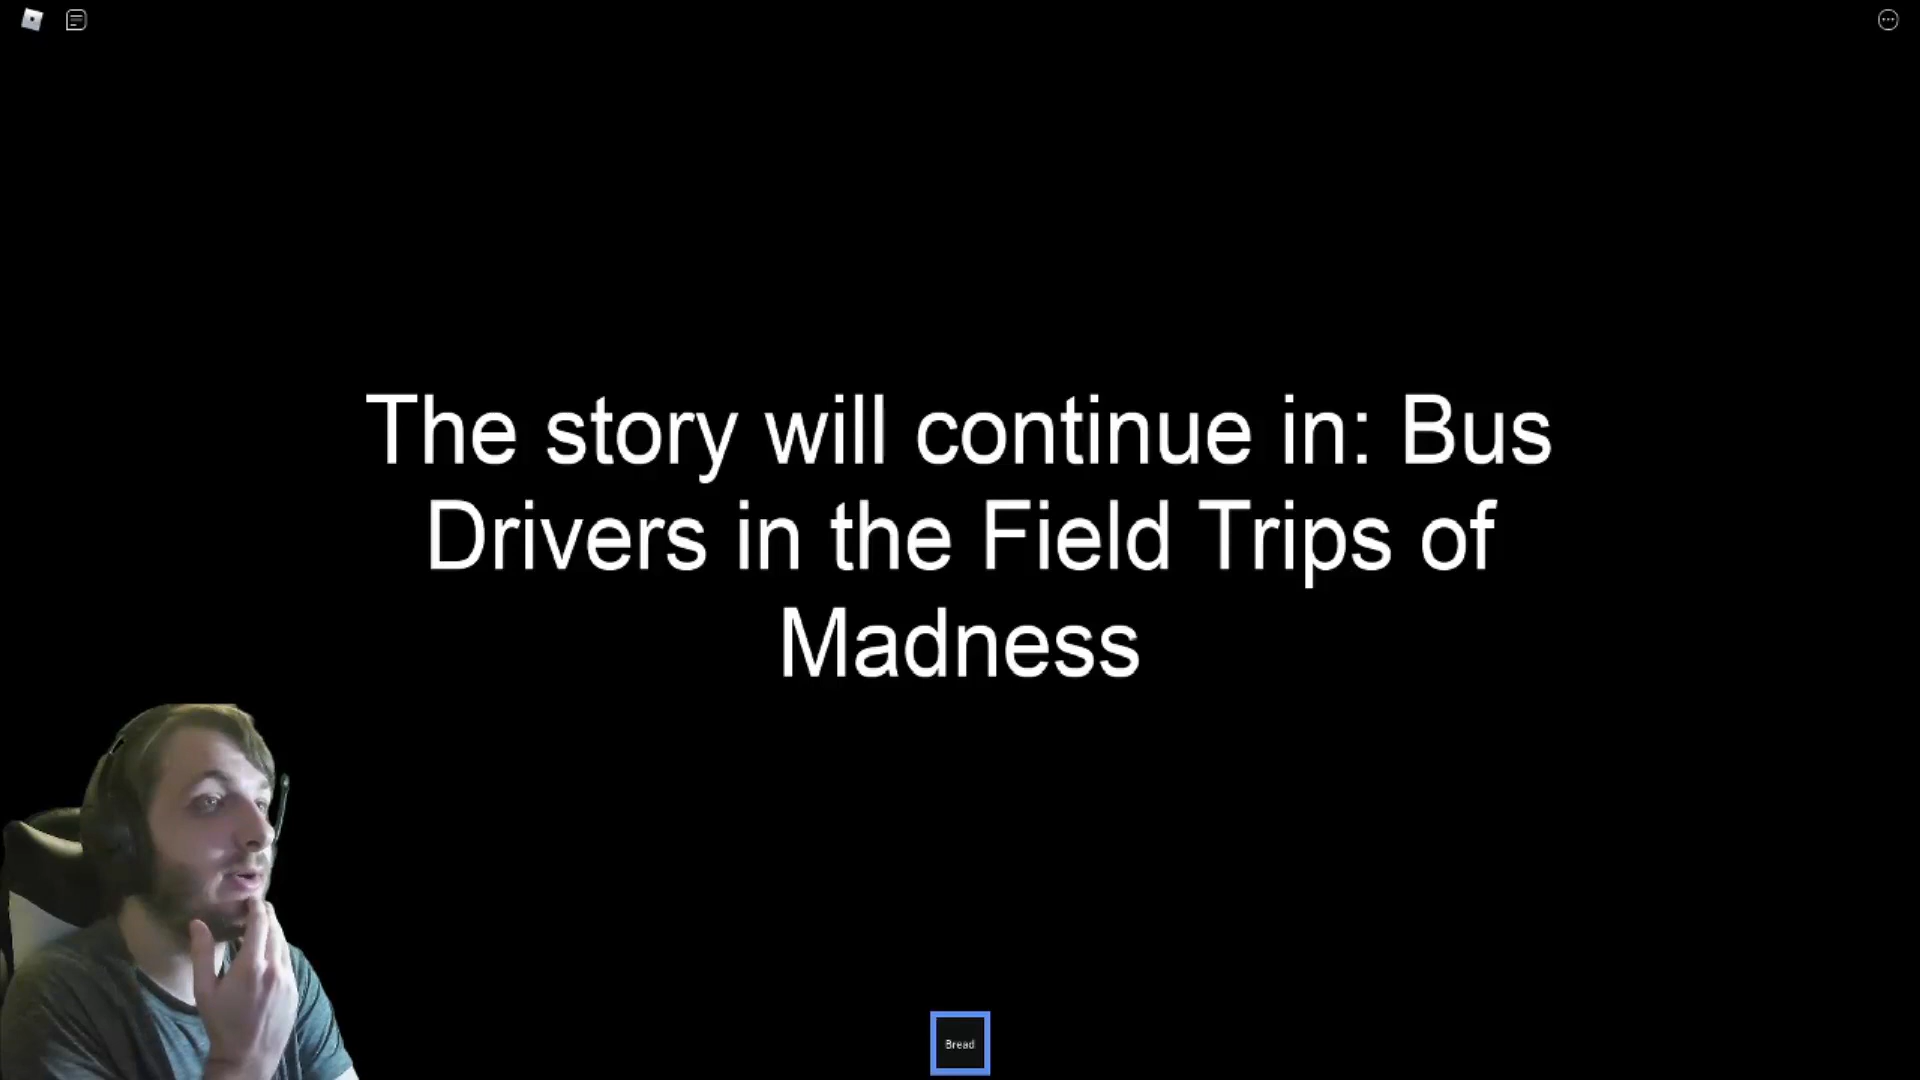 The story will continue in: Bus
Drivers in the Field Trips of
Madness
Bread